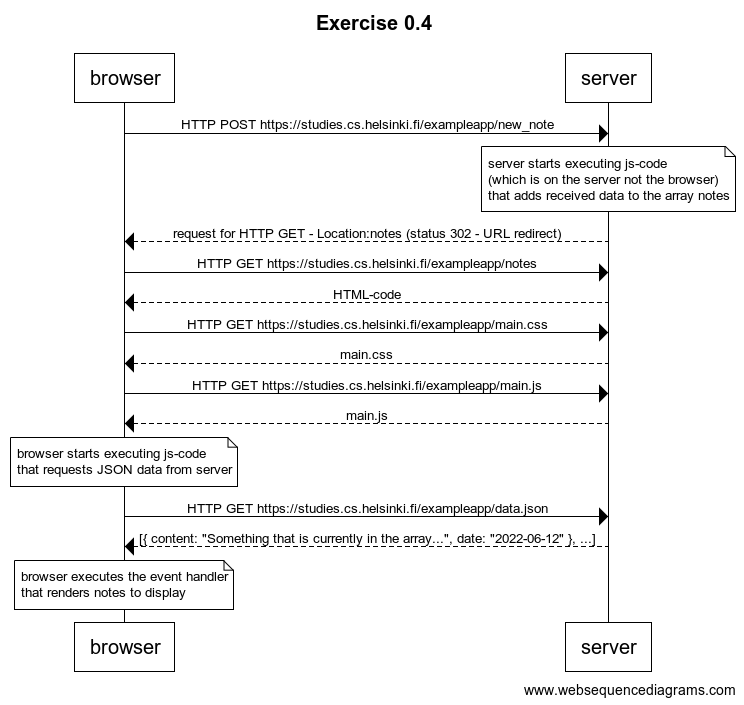 Exercise 0.4
browser
server
HTTP POST https://studies.cs.helsinki.fi/exampleapp/new_note
server starts executing js-code
(which is on the server not the browser)
that adds received data to the array notes
request for HTTP GET - Location:notes (status 302 - URL redirect)
HTTP GET https://studies.cs.helsinki.fi/exampleapp/notes
HTML-code
HTTP GET https://studies.cs.helsinki.fi/exampleapp/main.css
main.css
HTTP GET https://studies.cs.helsinki.fi/exampleapp/main.js
main.js
browser starts executing js-code
that requests JSON data from server
HTTP GET https://studies.cs.helsinki.fi/exampleapp/data.json
[{ content: "Something that is currently in the array...", date: "2022-06-12" }, ...]
browser executes the event handler
that renders notes to display
browser
server
www.websequencediagrams.com